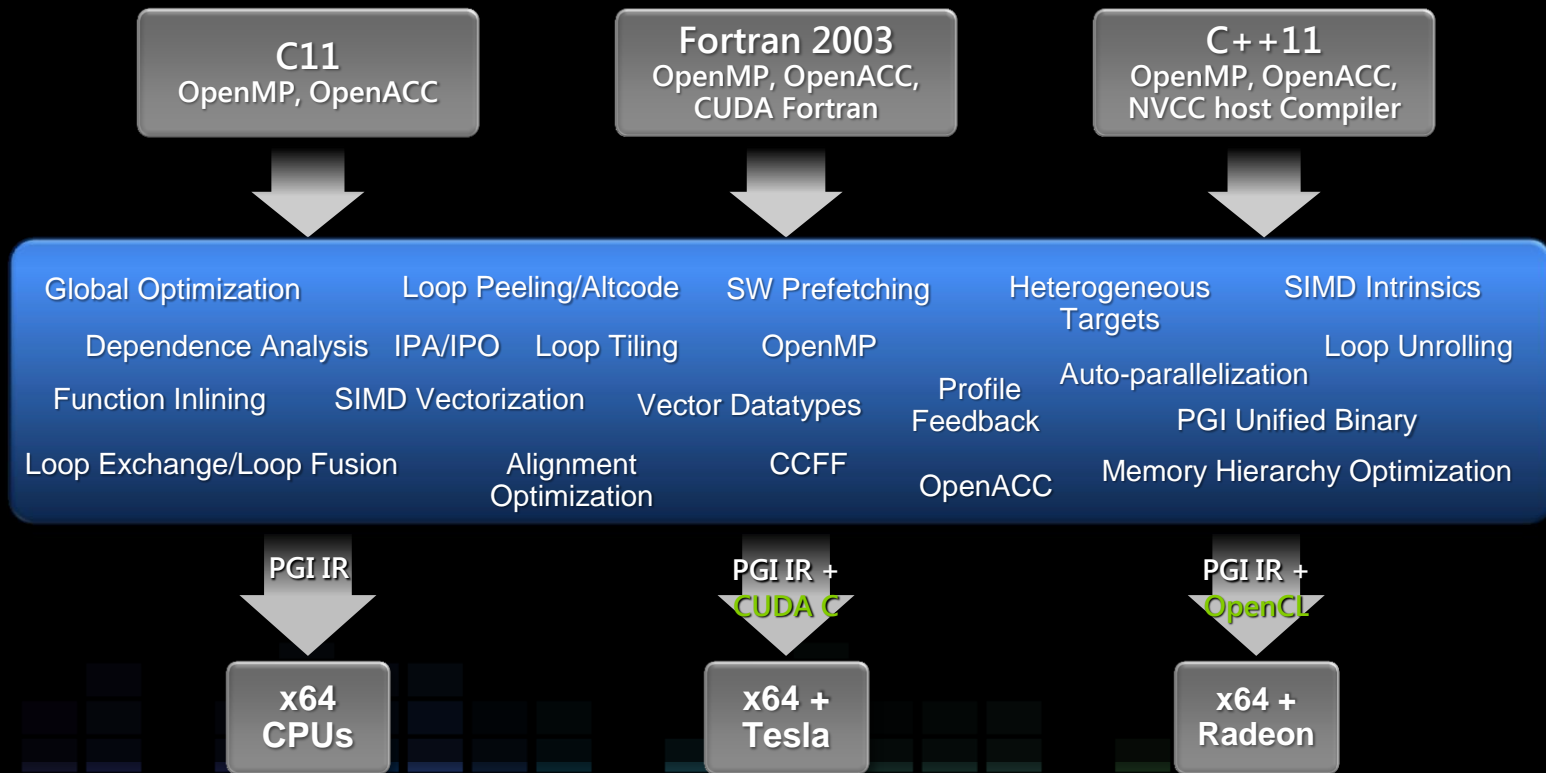 C11
OpenMP, OpenACC
Fortran 2003
OpenMP, OpenACC,
CUDA Fortran
C++11
OpenMP, OpenACC,
NVCC host Compiler
Global Optimization
Loop Peeling/Altcode
SW Prefetching
Heterogeneous
Targets
SIMD Intrinsics
Dependence Analysis
IPA/IPO
Loop Tiling
OpenMP
Loop Unrolling
Auto-parallelization
Function Inlining
SIMD Vectorization
Vector Datatypes
Profile
Feedback
PGI Unified Binary
Loop Exchange/Loop Fusion
Alignment
Optimization
CCFF
OpenACC
Memory Hierarchy Optimization
PGI IR
PGI IR +
CUDA C
PGI IR +
OpenCL
x64
CPUs
x64 +
Tesla
x64 +
Radeon